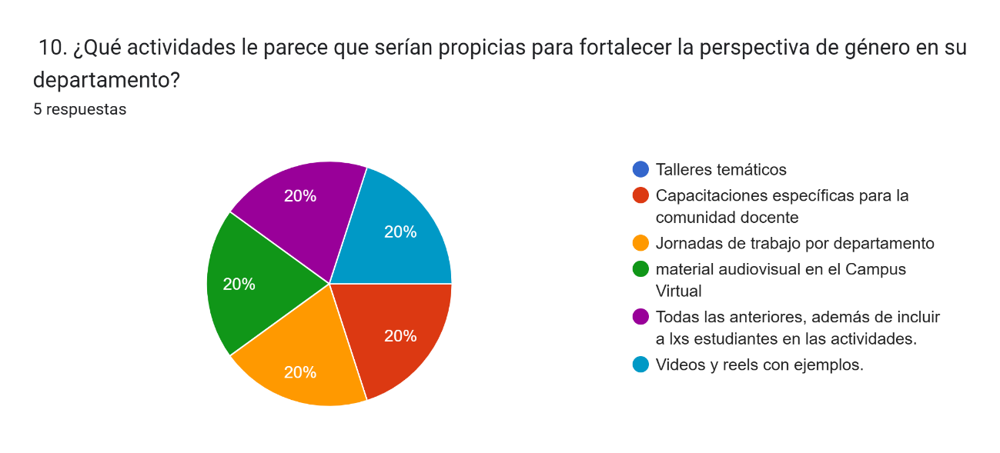 10. ¿Qué actividades le parece que serían propicias para fortalecer la perspectiva de género en su
departamento?
5 respuestas
20%
20%
20%
20%
20%
Talleres temáticos
Capacitaciones específicas para la
comunidad docente
Jornadas de trabajo por departamento
material audiovisual en el Campus
Virtual
Todas las anteriores, además de incluir
a lxs estudiantes en las actividades.
Videos y reels con ejemplos.